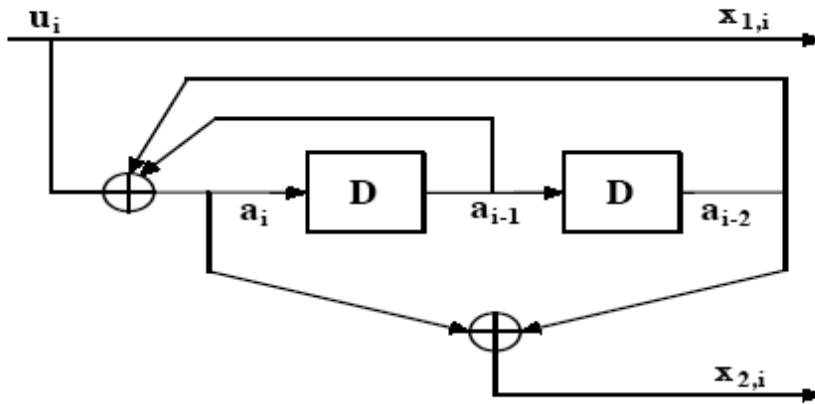 u_i x_{1,i}
D D
a_i a_{i-1} a_{i-2}
x_{2,i}